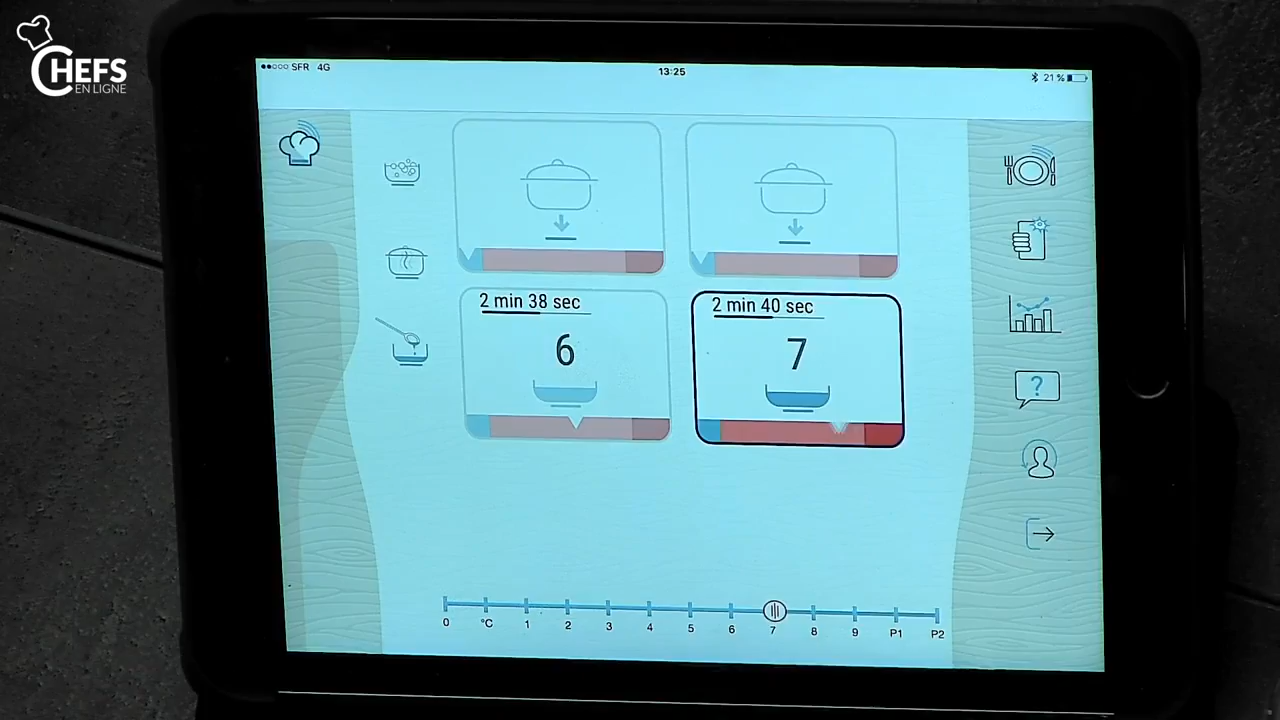 CHEFS
EN LIGNE
SFR 4G
13:25
21 %
2 min 38 sec
6
2 min 40 sec
7
?
0 °C 1 2 3 4 5 6 7 8 9 P1 P2